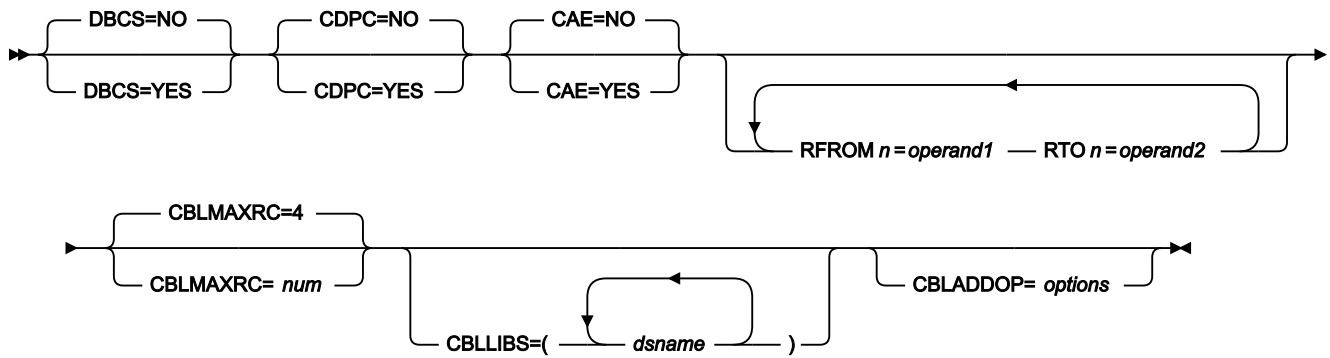 DBCS=NO CDPC=NO CAE=NO
DBCS=YES CDPC=YES CAE=YES
RFROM n = operand1 RTO n = operand2
CBLMAXRC=4
CBLMAXRC= num CBLADDOP= options
CBLLIBS=( dsname )